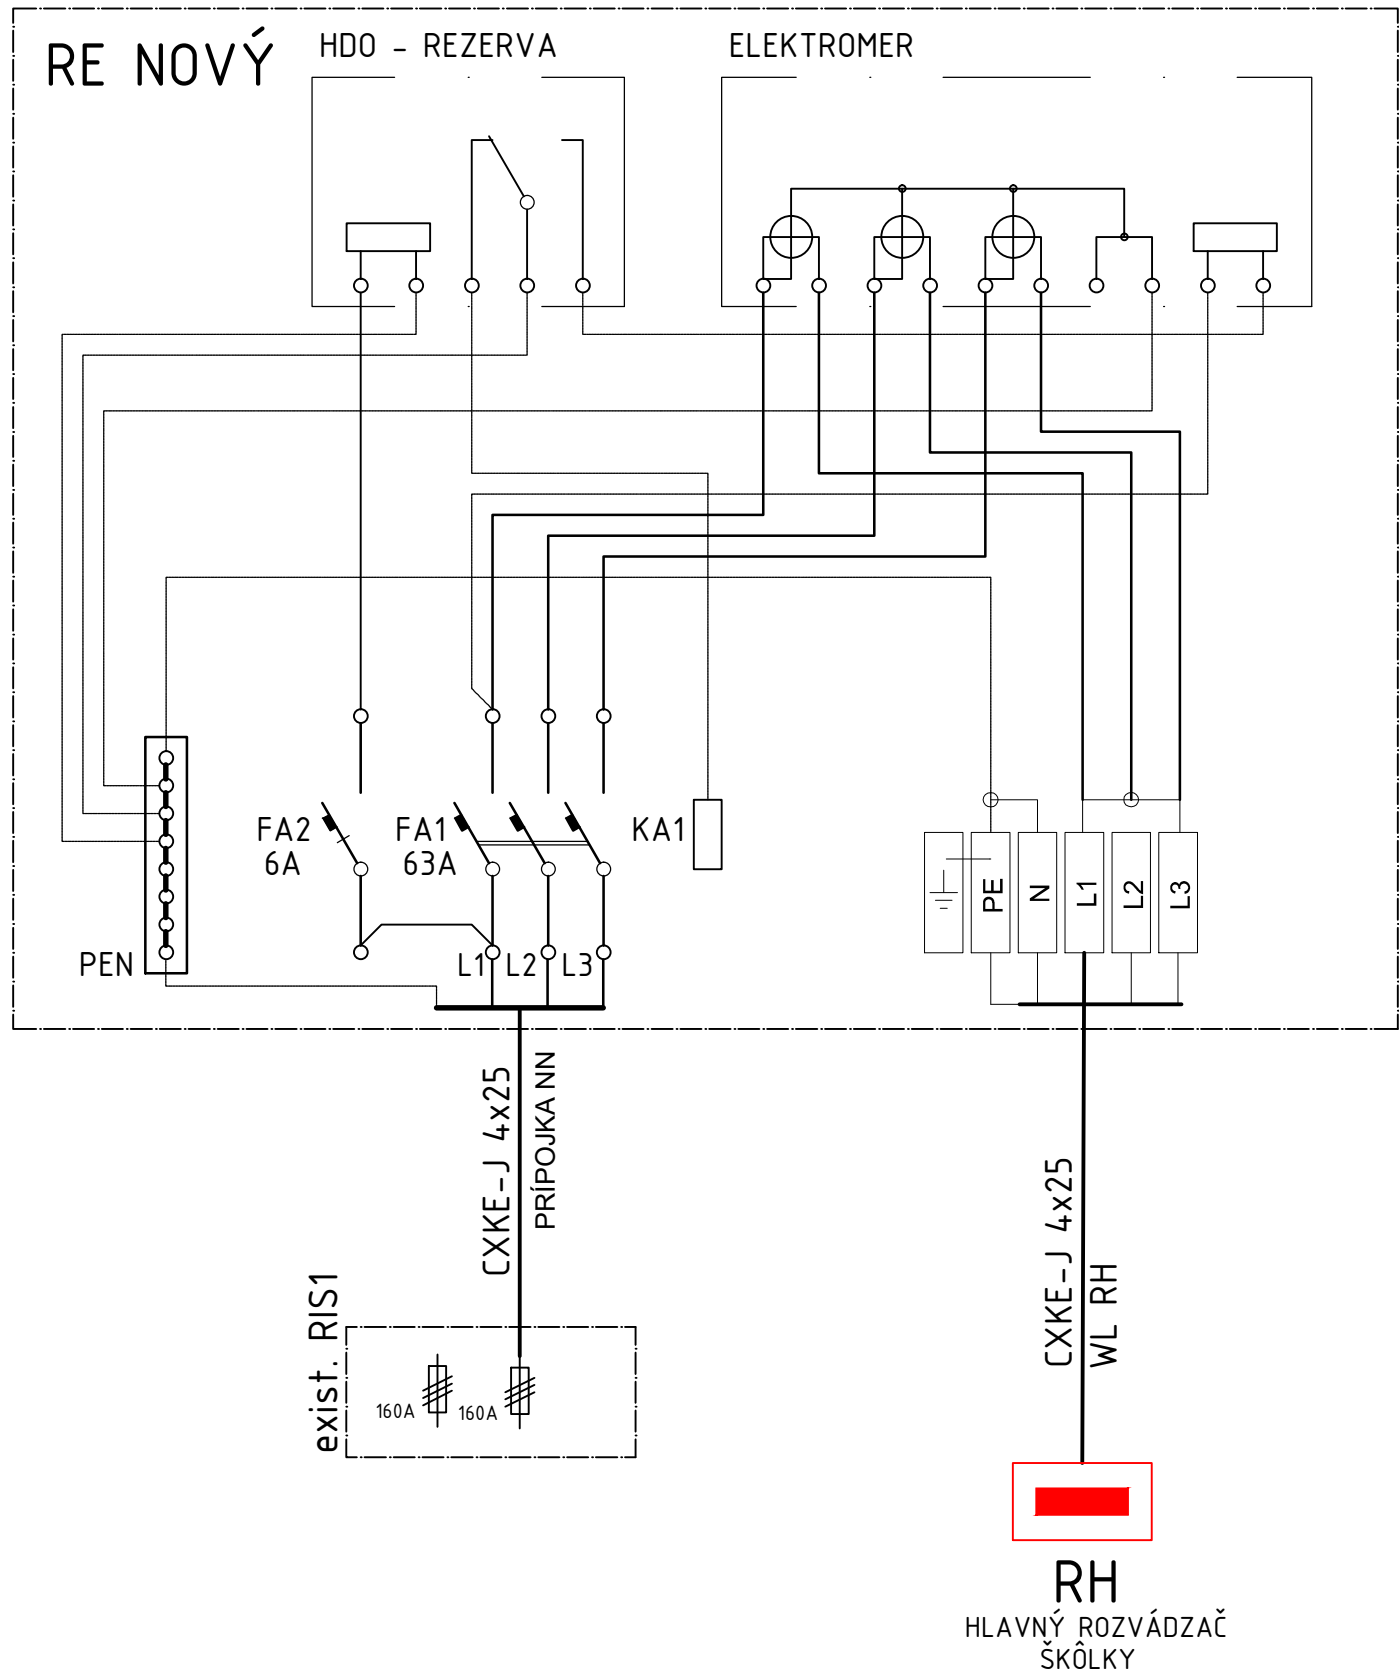 RE NOVÝ
HDO - REZERVA
ELEKTROMER
FA2
6A
FA1
63A
KA1
PEN
L1
L2
L3
PE
N
L1
L2
L3
CXKE-J 4x25
PRÍPOJKA NN
CXKE-J 4x25
WL RH
exist. RIS1
160A
160A
RH
HLAVNÝ ROZVÁDZAČ
ŠKÔLKY